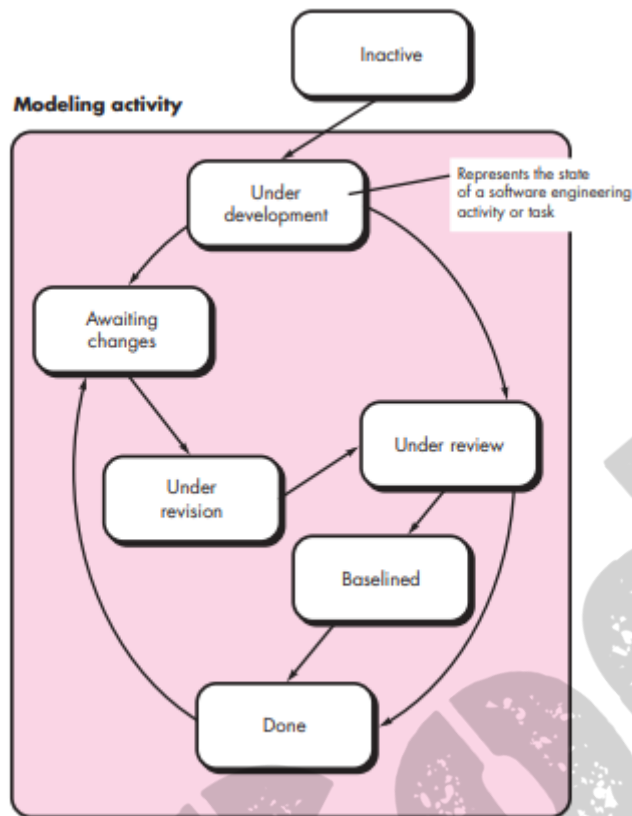 Inactive
Modeling activity
Under
development
Represents the state
of a software engineering
activity or task
Awaiting
changes
Under review
Under
revision
Baselined
Done